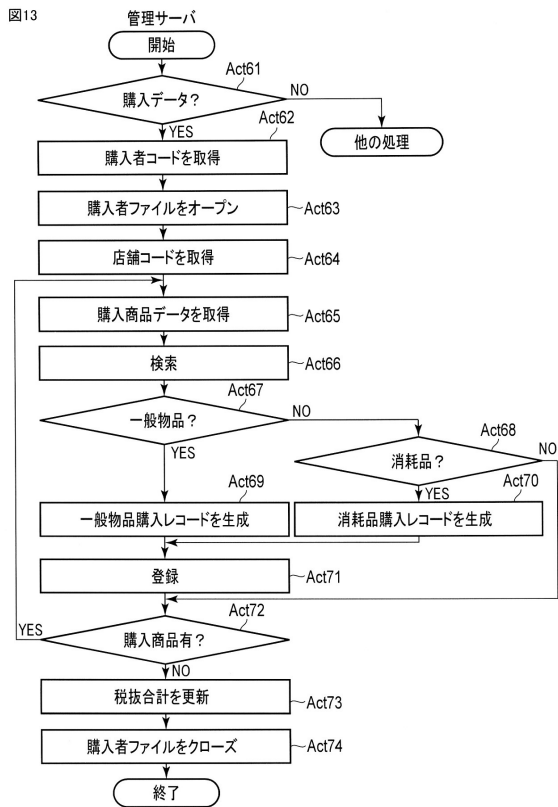 図13
管理サーバ
開始
Act61
購入データ？
NO
YES
他の処理
Act62
購入者コードを取得
購入者ファイルをオープン
Act63
店舗コードを取得
Act64
購入商品データを取得
Act65
検索
Act66
Act67
一般物品？
NO
YES
Act68
消耗品？
NO
YES
Act69
一般物品購入レコードを生成
Act70
消耗品購入レコードを生成
登録
Act71
Act72
YES
購入商品有？
NO
税抜合計を更新
Act73
購入者ファイルをクローズ
Act74
終了